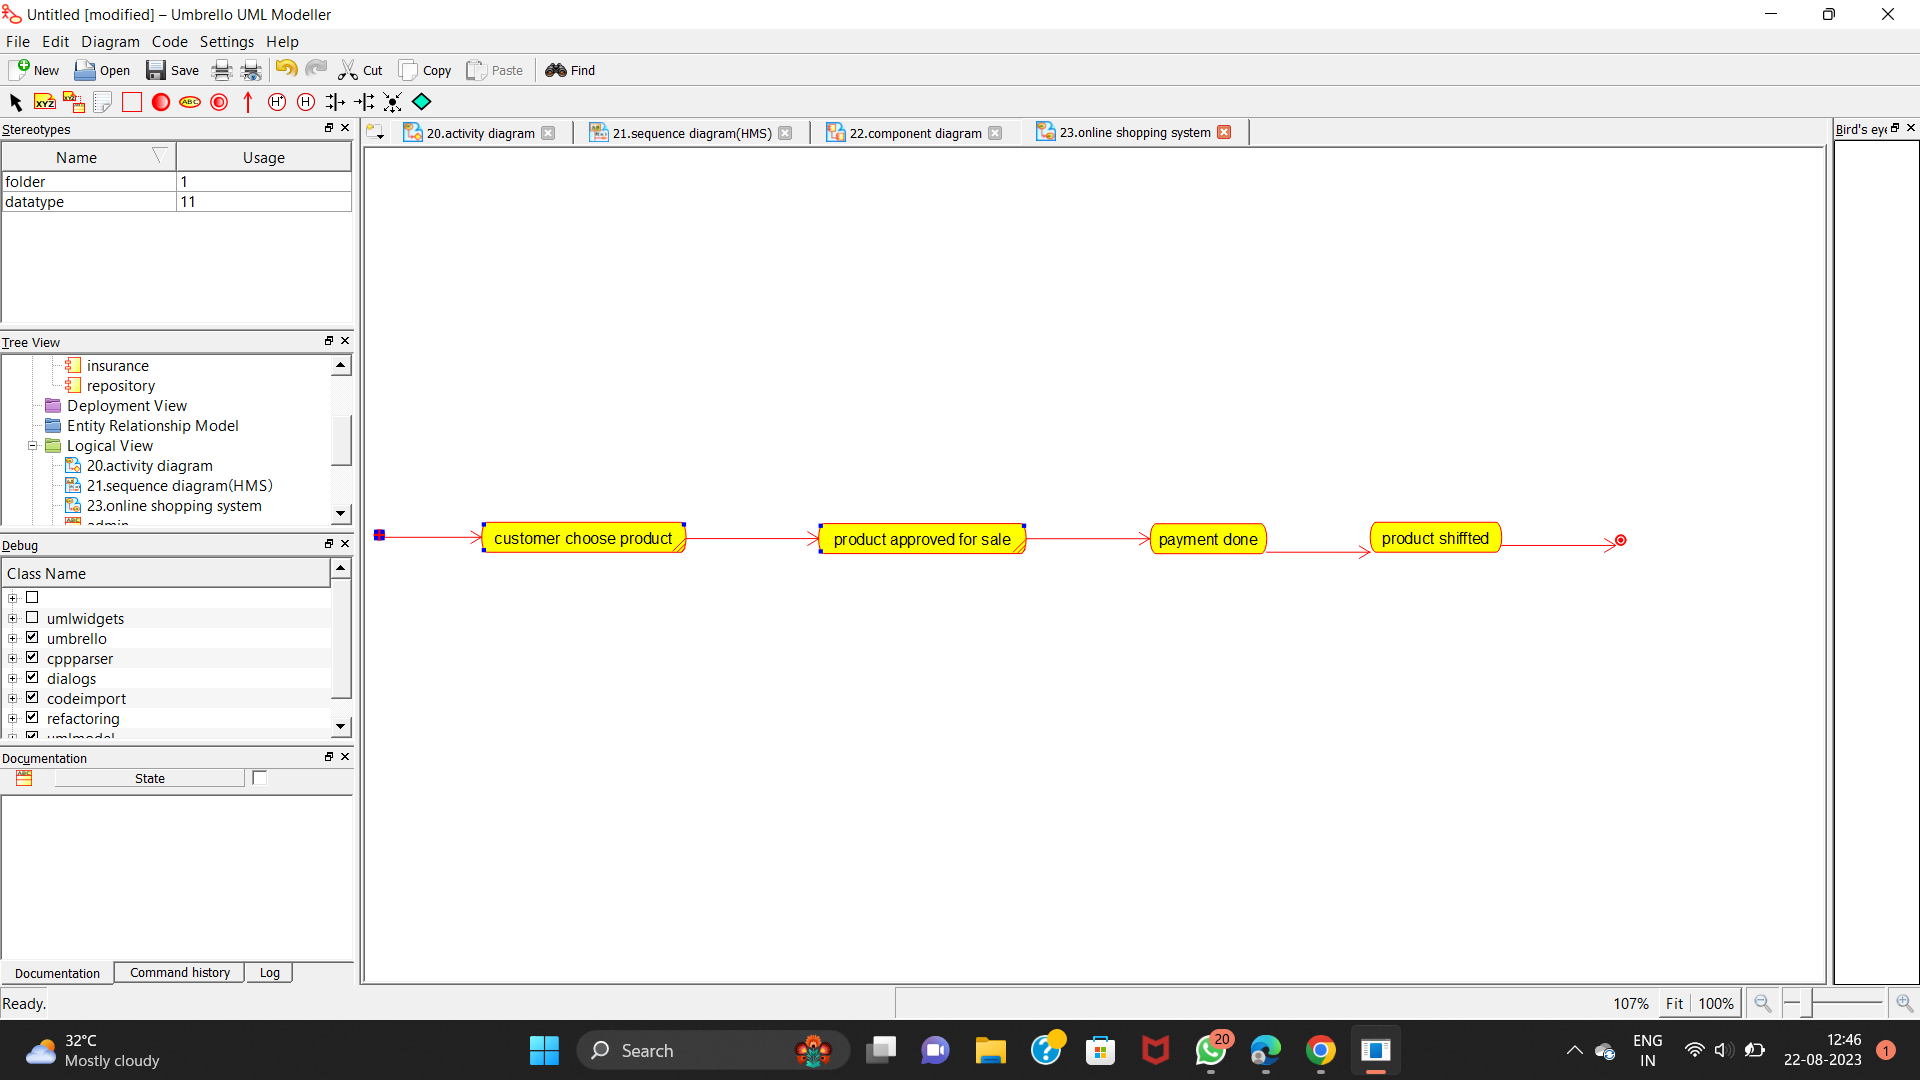 Untitled [modified] – Umbrello UML Modeller
File Edit Diagram Code Settings Help
New Open Save Cut Copy Paste Find
XYZ XYZ ABC H* H
Stereotypes
Name Usage
folder 1
datatype 11
Tree View
insurance
repository
Deployment View
Entity Relationship Model
Logical View
20.activity diagram
21.sequence diagram(HMS)
23.online shopping system
admin
Debug
Class Name
umlwidgets
umbrello
cppparser
dialogs
codeimport
refactoring
umlmodel
Documentation
State
Documentation Command history Log
20.activity diagram 21.sequence diagram(HMS) 22.component diagram 23.online shopping system
Bird's eye
customer choose product product approved for sale payment done product shiffted
Ready.
107% Fit 100%
32°C
Mostly cloudy
Search
20
ENG
IN
12:46
22-08-2023
1